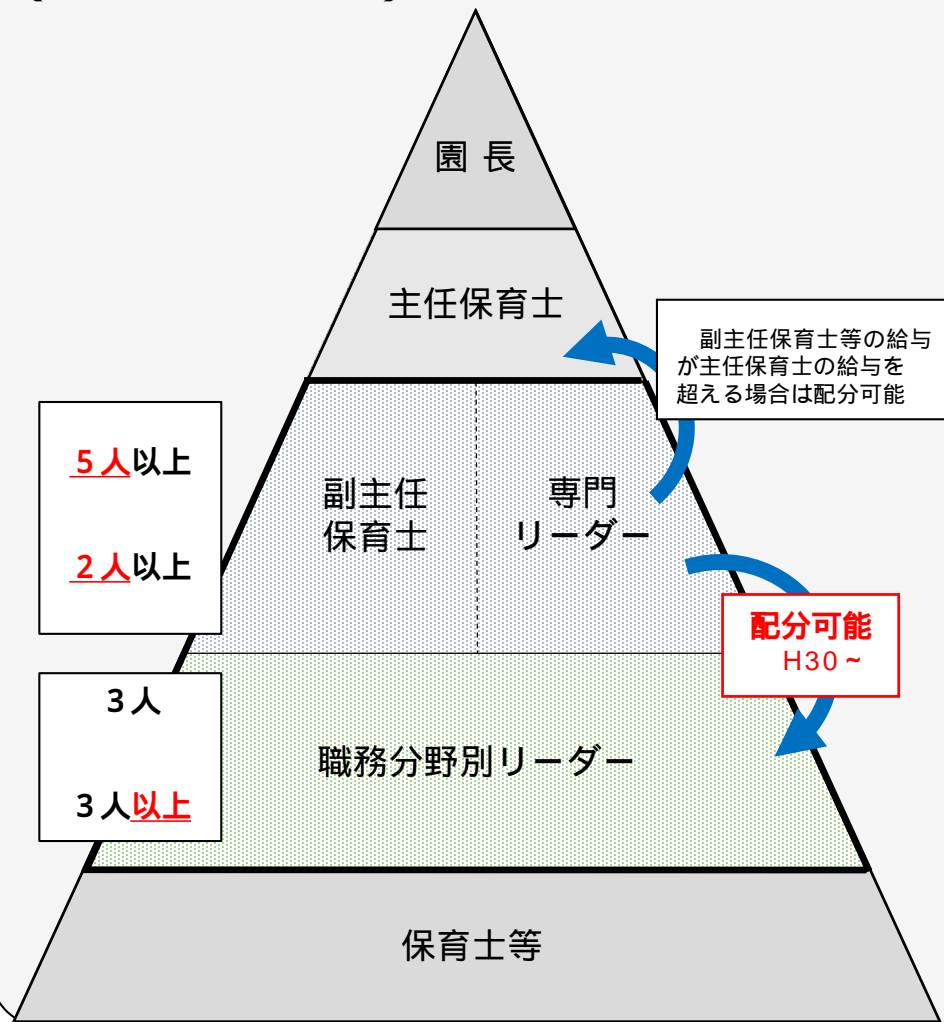 園 長
主任保育士
副主任保育士等の給与
が主任保育士の給与を
超える場合は配分可能
5人以上
2人以上
副主任
保育士
専門
リーダー
配分可能
H30~
3人
3人以上
職務分野別リーダー
保育士等